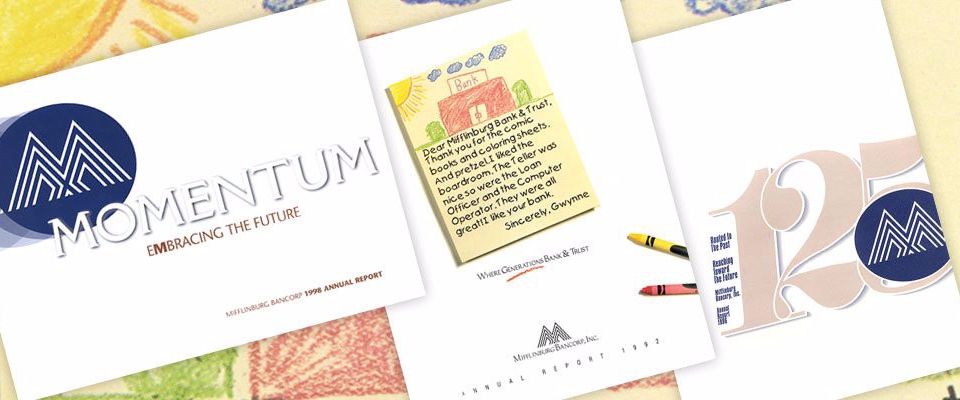 MOMENTUM
EMBRACING THE FUTURE
MIFFLINBURG BANCORP 1998 ANNUAL REPORT
Bank
Dear Mifflinburg Bank & Trust,
Thank you for the comic
books and coloring sheets.
And pretzel. I liked the
boardroom. The Teller was
nice so were the Loan
Officer and the Computer
Operator. They were all
great! I like your bank.
Sincerely, Gwynne
WHERE GENERATIONS BANK & TRUST
MIFFLINBURG BANCORP, INC.
ANNUAL REPORT 1992
125
Rooted In
The Past
Reaching
Toward
The Future
Mifflinburg
Bancorp, Inc.
Annual
Report